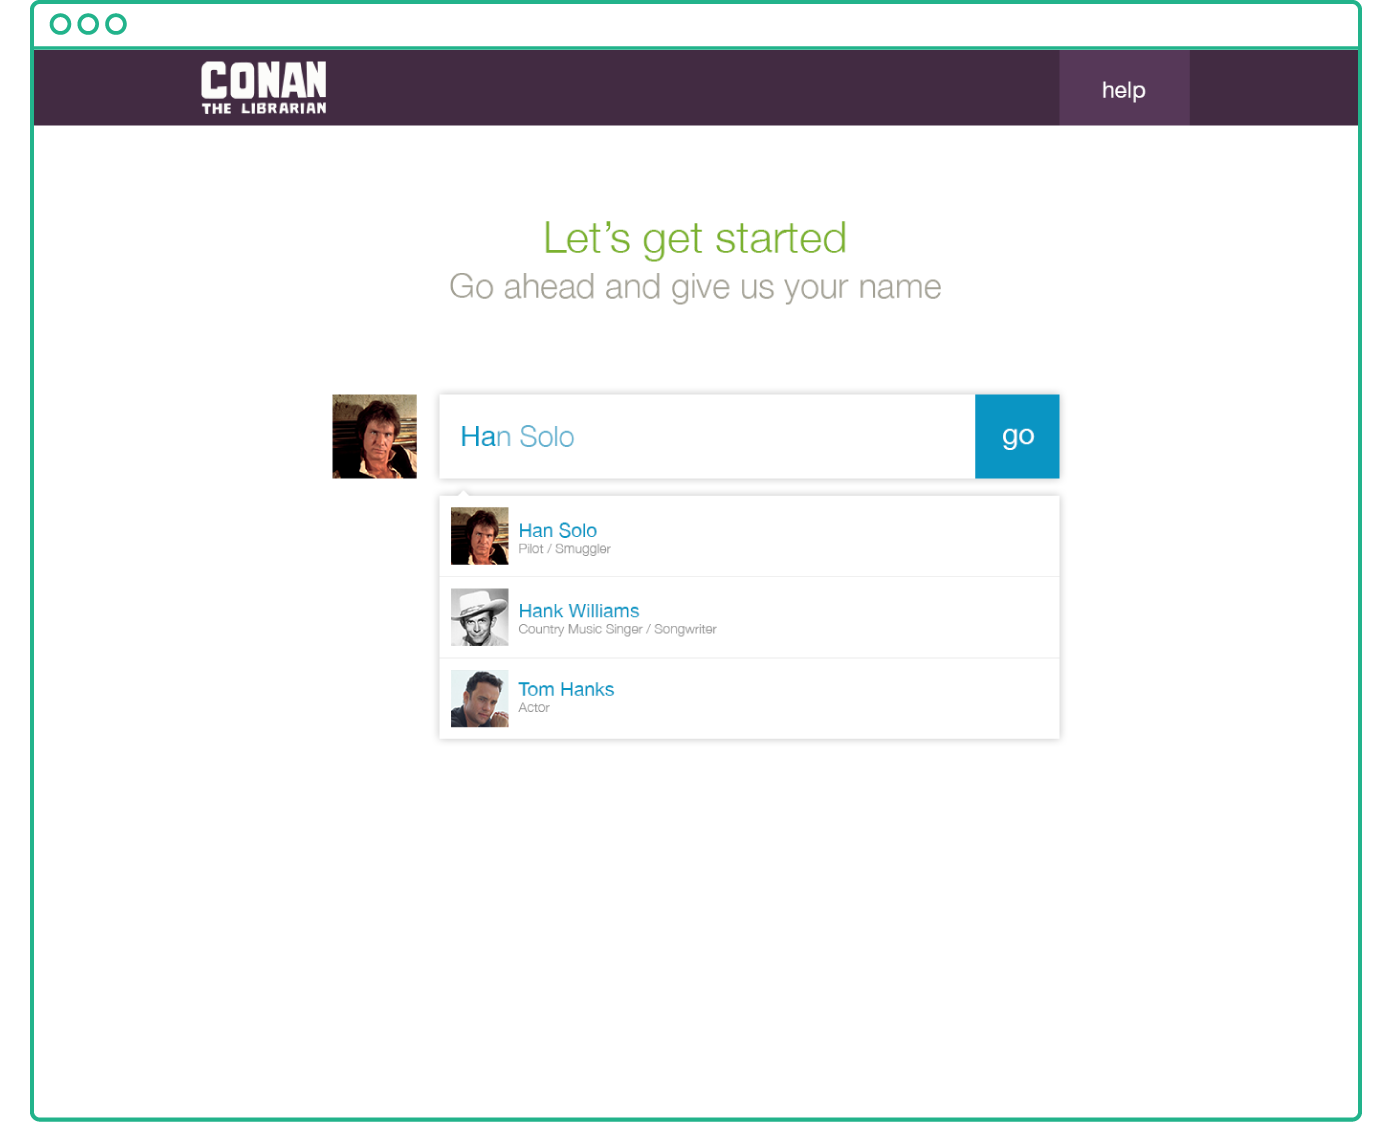 CONAN
THE LIBRARIAN
help
Let’s get started
Go ahead and give us your name
Han Solo
go
Han Solo
Pilot / Smuggler
Hank Williams
Country Music Singer / Songwriter
Tom Hanks
Actor